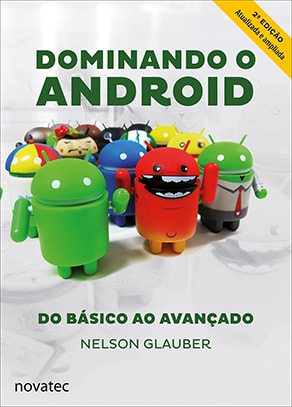 2ª EDIÇÃO
Atualizada e ampliada
DOMINANDO O
ANDROID
DO BÁSICO AO AVANÇADO
NELSON GLAUBER
novatec